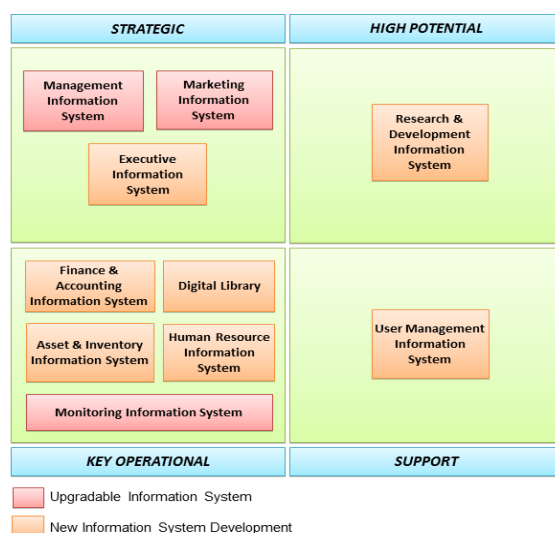 STRATEGIC
HIGH POTENTIAL
Management
Information
System
Marketing
Information
System
Executive
Information
System
Research &
Development
Information
System
Finance &
Accounting
Information System
Digital Library
Asset & Inventory
Information System
Human Resource
Information
System
Monitoring Information System
User Management
Information
System
KEY OPERATIONAL
SUPPORT
Upgradable Information System
New Information System Development